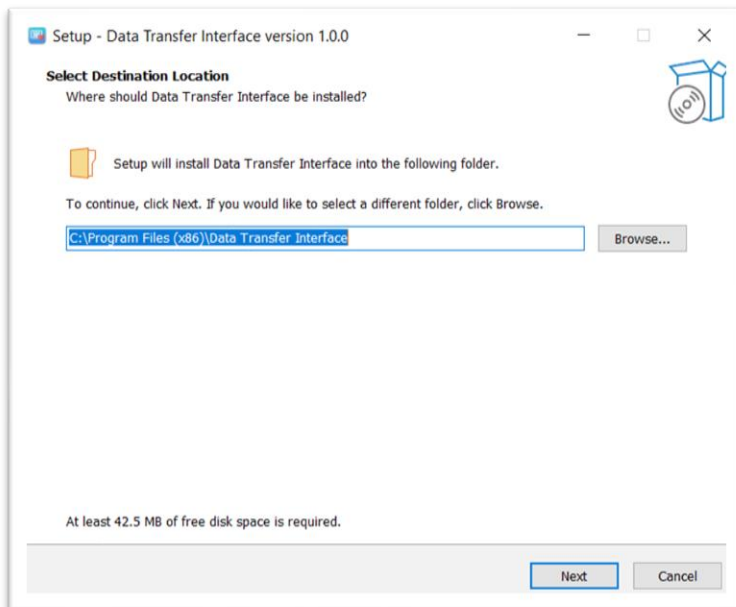 Setup - Data Transfer Interface version 1.0.0
Select Destination Location
Where should Data Transfer Interface be installed?
Setup will install Data Transfer Interface into the following folder.
To continue, click Next. If you would like to select a different folder, click Browse.
C:\Program Files (x86)\Data Transfer Interface
Browse...
At least 42.5 MB of free disk space is required.
Next
Cancel